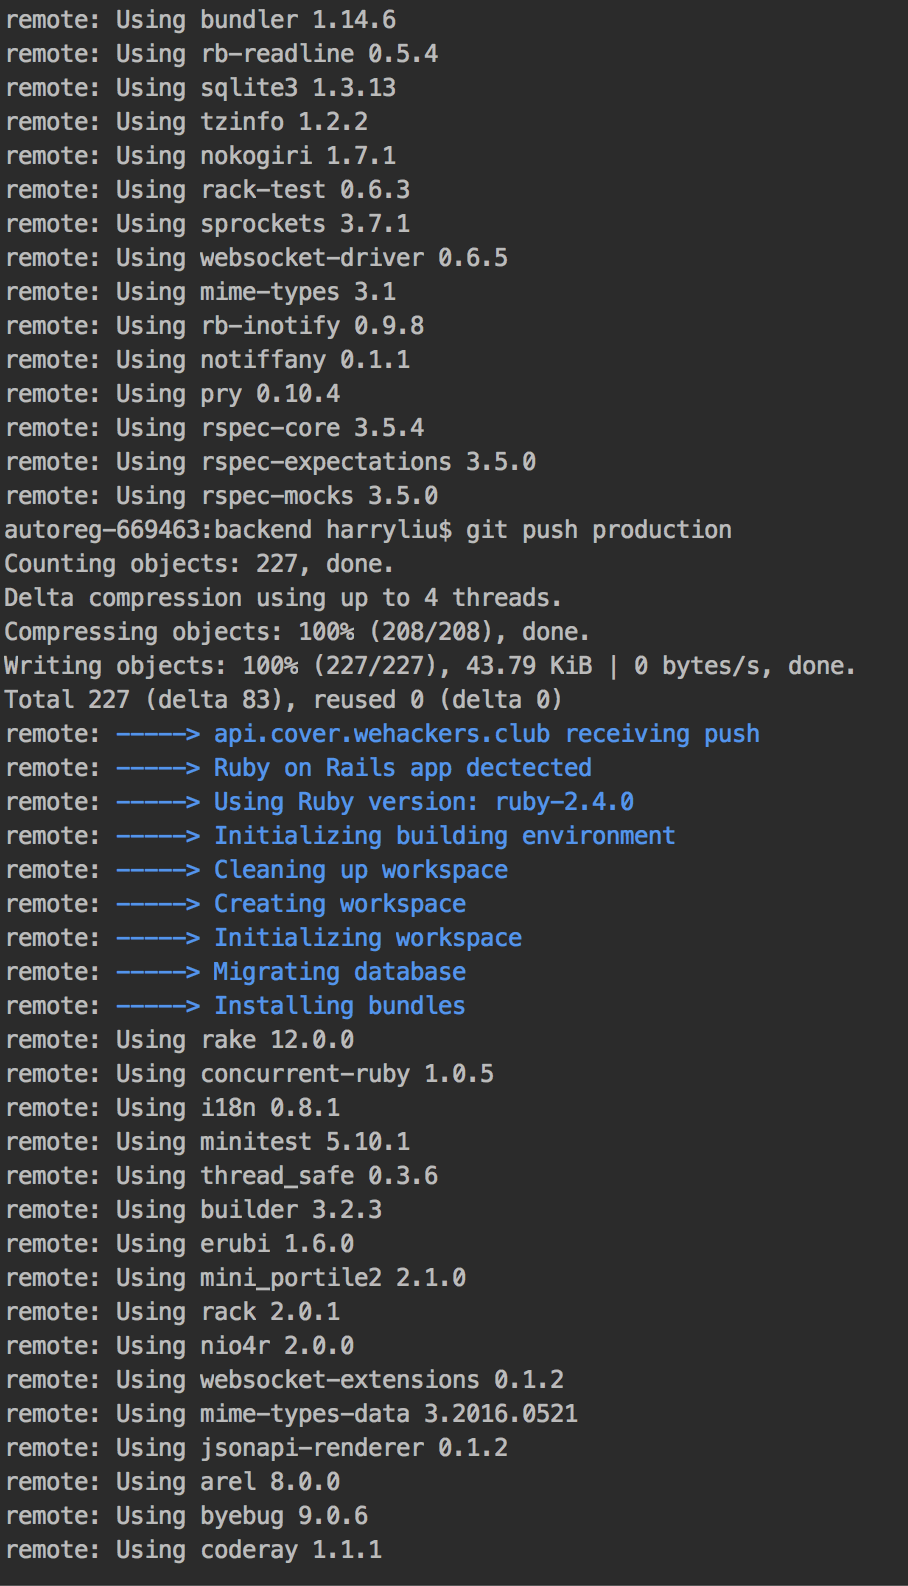 remote: Using bundler 1.14.6
remote: Using rb-readline 0.5.4
remote: Using sqlite3 1.3.13
remote: Using tzinfo 1.2.2
remote: Using nokogiri 1.7.1
remote: Using rack-test 0.6.3
remote: Using sprockets 3.7.1
remote: Using websocket-driver 0.6.5
remote: Using mime-types 3.1
remote: Using rb-inotify 0.9.8
remote: Using notiffany 0.1.1
remote: Using pry 0.10.4
remote: Using rspec-core 3.5.4
remote: Using rspec-expectations 3.5.0
remote: Using rspec-mocks 3.5.0
autoreg-669463:backend harryliu$ git push production
Counting objects: 227, done.
Delta compression using up to 4 threads.
Compressing objects: 100% (208/208), done.
Writing objects: 100% (227/227), 43.79 KiB | 0 bytes/s, done.
Total 227 (delta 83), reused 0 (delta 0)
remote: -----> api.cover.wehackers.club receiving push
remote: -----> Ruby on Rails app dectected
remote: -----> Using Ruby version: ruby-2.4.0
remote: -----> Initializing building environment
remote: -----> Cleaning up workspace
remote: -----> Creating workspace
remote: -----> Initializing workspace
remote: -----> Migrating database
remote: -----> Installing bundles
remote: Using rake 12.0.0
remote: Using concurrent-ruby 1.0.5
remote: Using i18n 0.8.1
remote: Using minitest 5.10.1
remote: Using thread_safe 0.3.6
remote: Using builder 3.2.3
remote: Using erubi 1.6.0
remote: Using mini_portile2 2.1.0
remote: Using rack 2.0.1
remote: Using nio4r 2.0.0
remote: Using websocket-extensions 0.1.2
remote: Using mime-types-data 3.2016.0521
remote: Using jsonapi-renderer 0.1.2
remote: Using arel 8.0.0
remote: Using byebug 9.0.6
remote: Using coderay 1.1.1